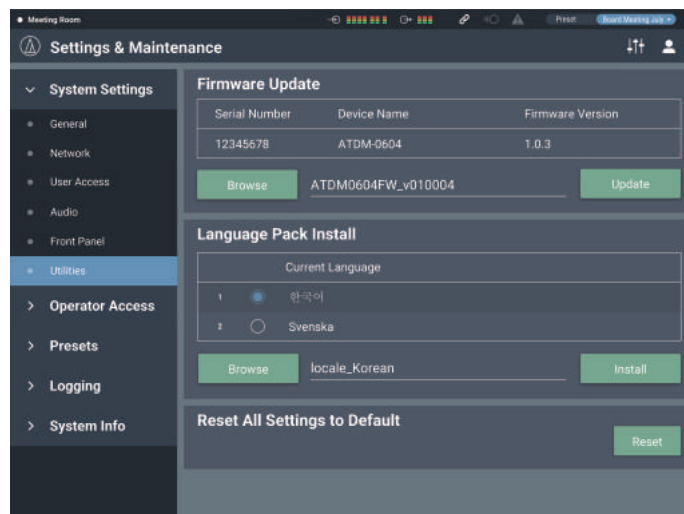 Meeting Room
Preset
Board Meeting July
Settings & Maintenance
System Settings
General
Network
User Access
Audio
Front Panel
Utilities
Operator Access
Presets
Logging
System Info
Firmware Update
Serial Number Device Name Firmware Version
12345678 ATDM-0604 1.0.3
Browse ATDM0604FW_v010004 Update
Language Pack Install
Current Language
1 한국어
2 Svenska
Browse locale_Korean Install
Reset All Settings to Default
Reset